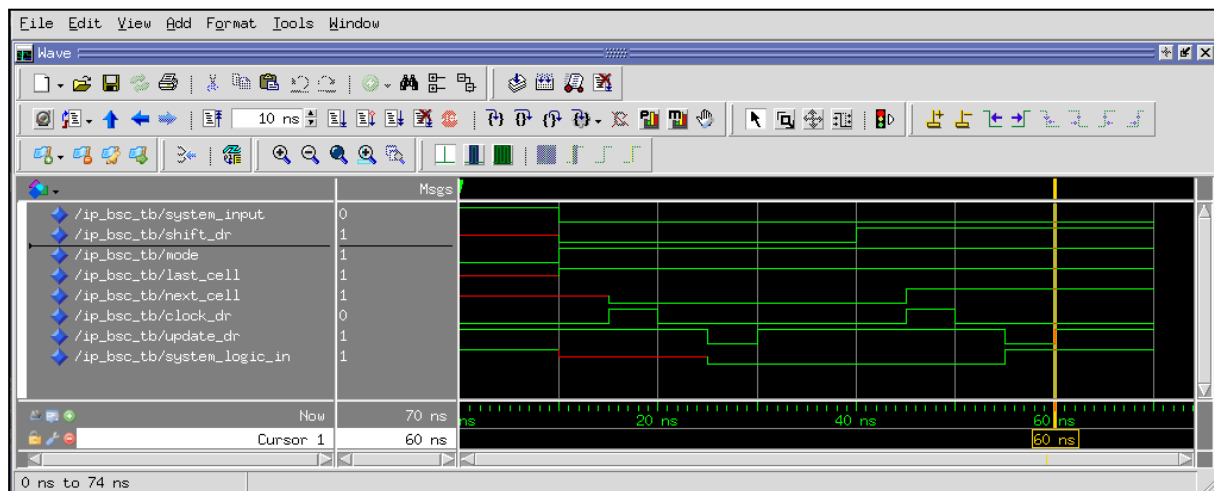 File Edit View Add Format Tools Window
Wave
10 ns
Msgs
/ip_bsc_tb/system_input 0
/ip_bsc_tb/shift_dr 1
/ip_bsc_tb/mode 1
/ip_bsc_tb/last_cell 1
/ip_bsc_tb/next_cell 1
/ip_bsc_tb/clock_dr 0
/ip_bsc_tb/update_dr 1
/ip_bsc_tb/system_logic_in 1
Now 70 ns ns 20 ns 40 ns 60 ns
Cursor 1 60 ns 60 ns
0 ns to 74 ns